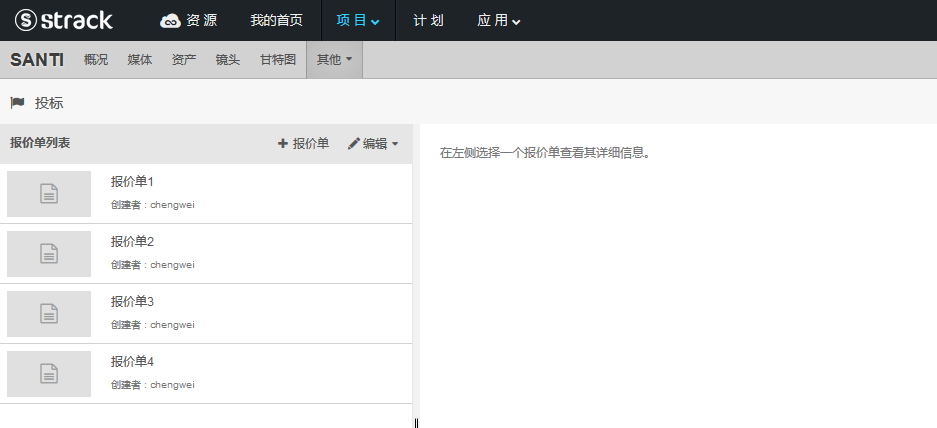 strack 资 源 我的首页 项 目 计 划 应 用
SANTI 概况 媒体 资产 镜头 甘特图 其他
投标
报价单列表 报价单 编辑
在左侧选择一个报价单查看其详细信息。
报价单1
创建者 : chengwei
报价单2
创建者 : chengwei
报价单3
创建者 : chengwei
报价单4
创建者 : chengwei